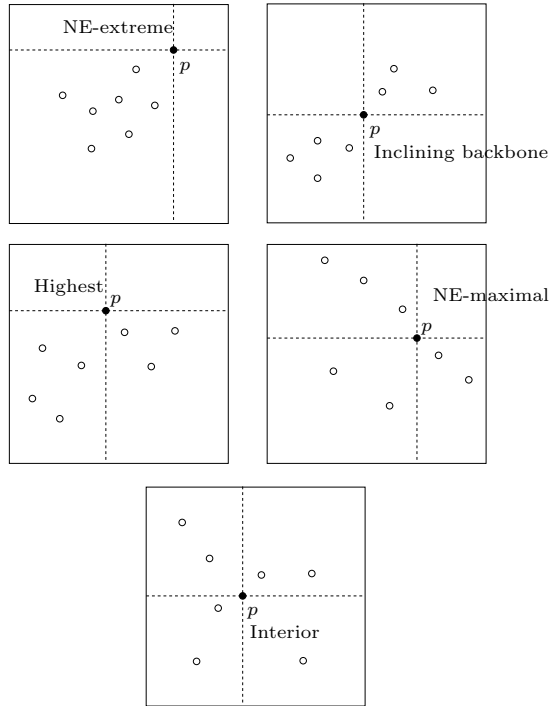 NE-extreme
p
p
Inclining backbone
Highest
p
NE-maximal
p
p
Interior